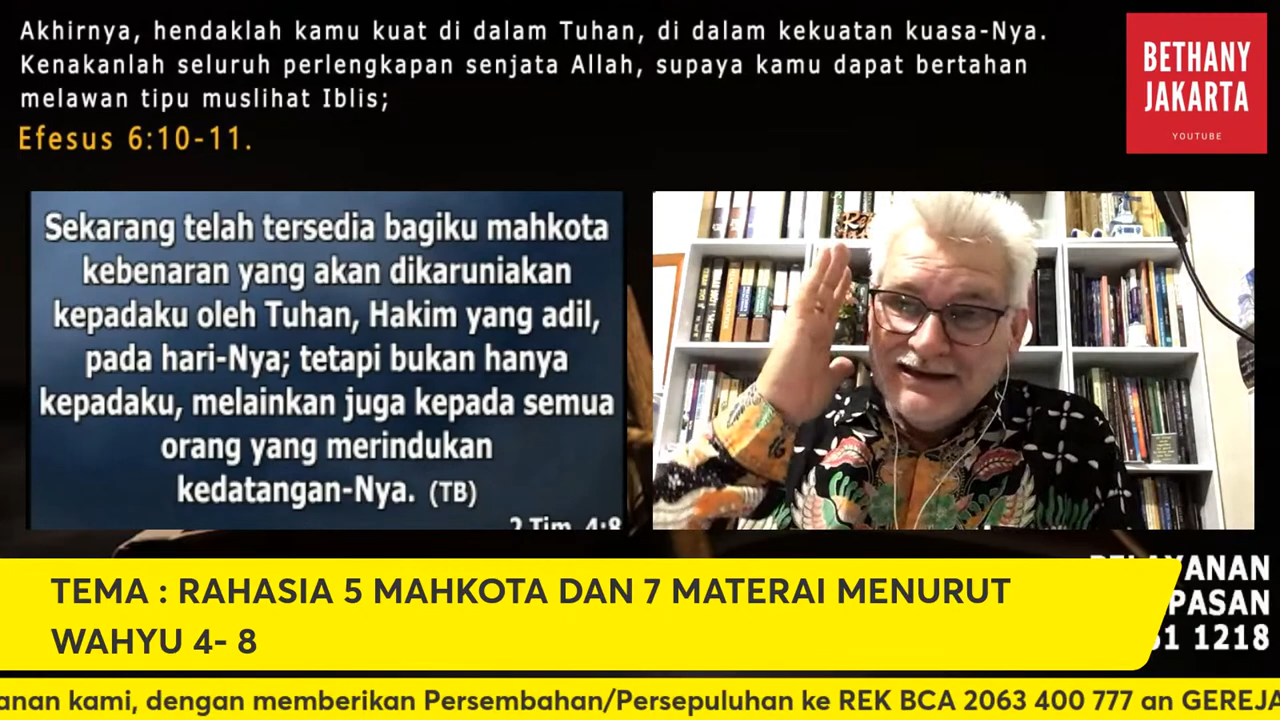 Akhirnya, hendaklah kamu kuat di dalam Tuhan, di dalam kekuatan kuasa-Nya.
Kenakanlah seluruh perlengkapan senjata Allah, supaya kamu dapat bertahan
melawan tipu muslihat Iblis;
Efesus 6:10-11.
BETHANY
JAKARTA
YOUTUBE
Sekarang telah tersedia bagiku mahkota
kebenaran yang akan dikaruniakan
kepadaku oleh Tuhan, Hakim yang adil,
pada hari-Nya; tetapi bukan hanya
kepadaku, melainkan juga kepada semua
orang yang merindukan
kedatangan-Nya. (TB)
2 Tim 4:8
1218
TEMA : RAHASIA 5 MAHKOTA DAN 7 MATERAI MENURUT
WAHYU 4- 8
kami, dengan memberikan Persembahan/Persepuluhan ke REK BCA 2063 400 777 an GEREJA